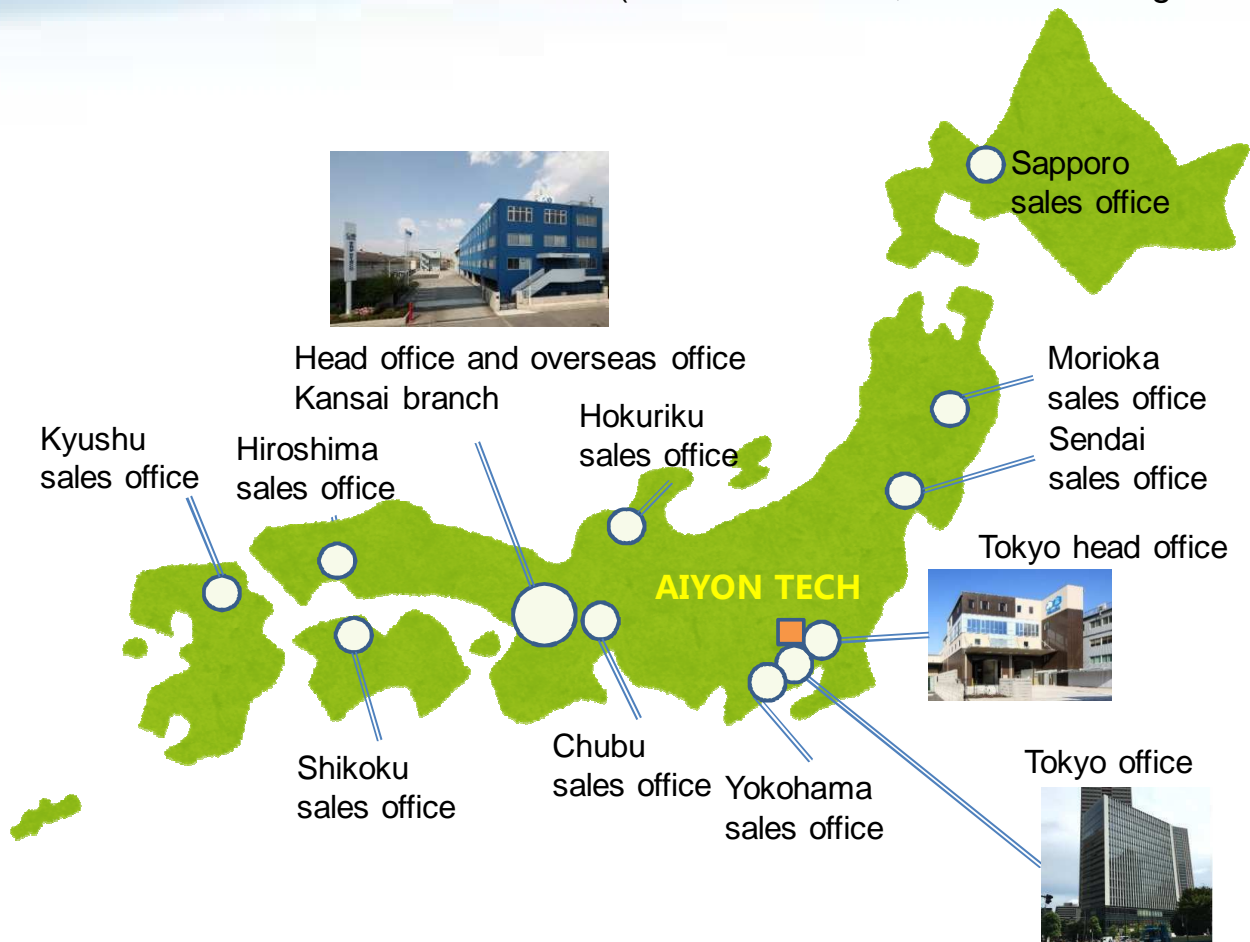 Sapporo
sales office
Head office and overseas office
Kansai branch
Morioka
sales office
Hokuriku
sales office
Kyushu
sales office
Hiroshima
sales office
Sendai
sales office
Tokyo head office
AIYON TECH
Chubu
sales office
Shikoku
sales office
Yokohama
sales office
Tokyo office